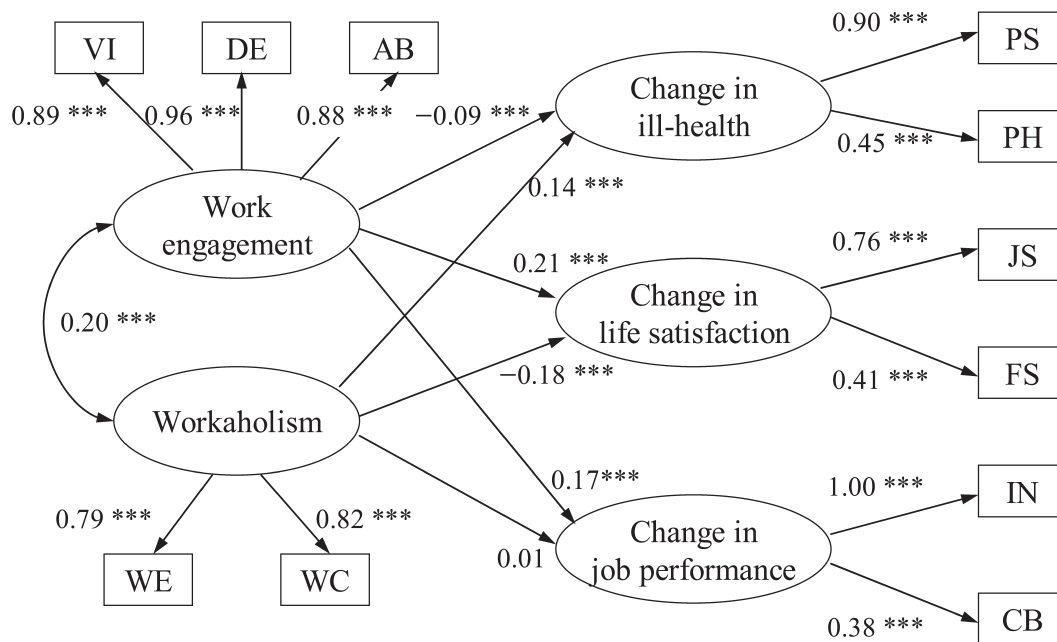 VI
DE
AB
0.90 ***
PS
0.89 ***
0.96 ***
0.88 ***
−0.09 ***
Change in
ill-health
0.45 ***
PH
0.14 ***
Work
engagement
0.21 ***
0.76 ***
JS
Change in
life satisfaction
0.20 ***
−0.18 ***
0.41 ***
FS
Workaholism
0.17***
1.00 ***
IN
0.79 ***
0.82 ***
0.01
Change in
job performance
WE
WC
0.38 ***
CB